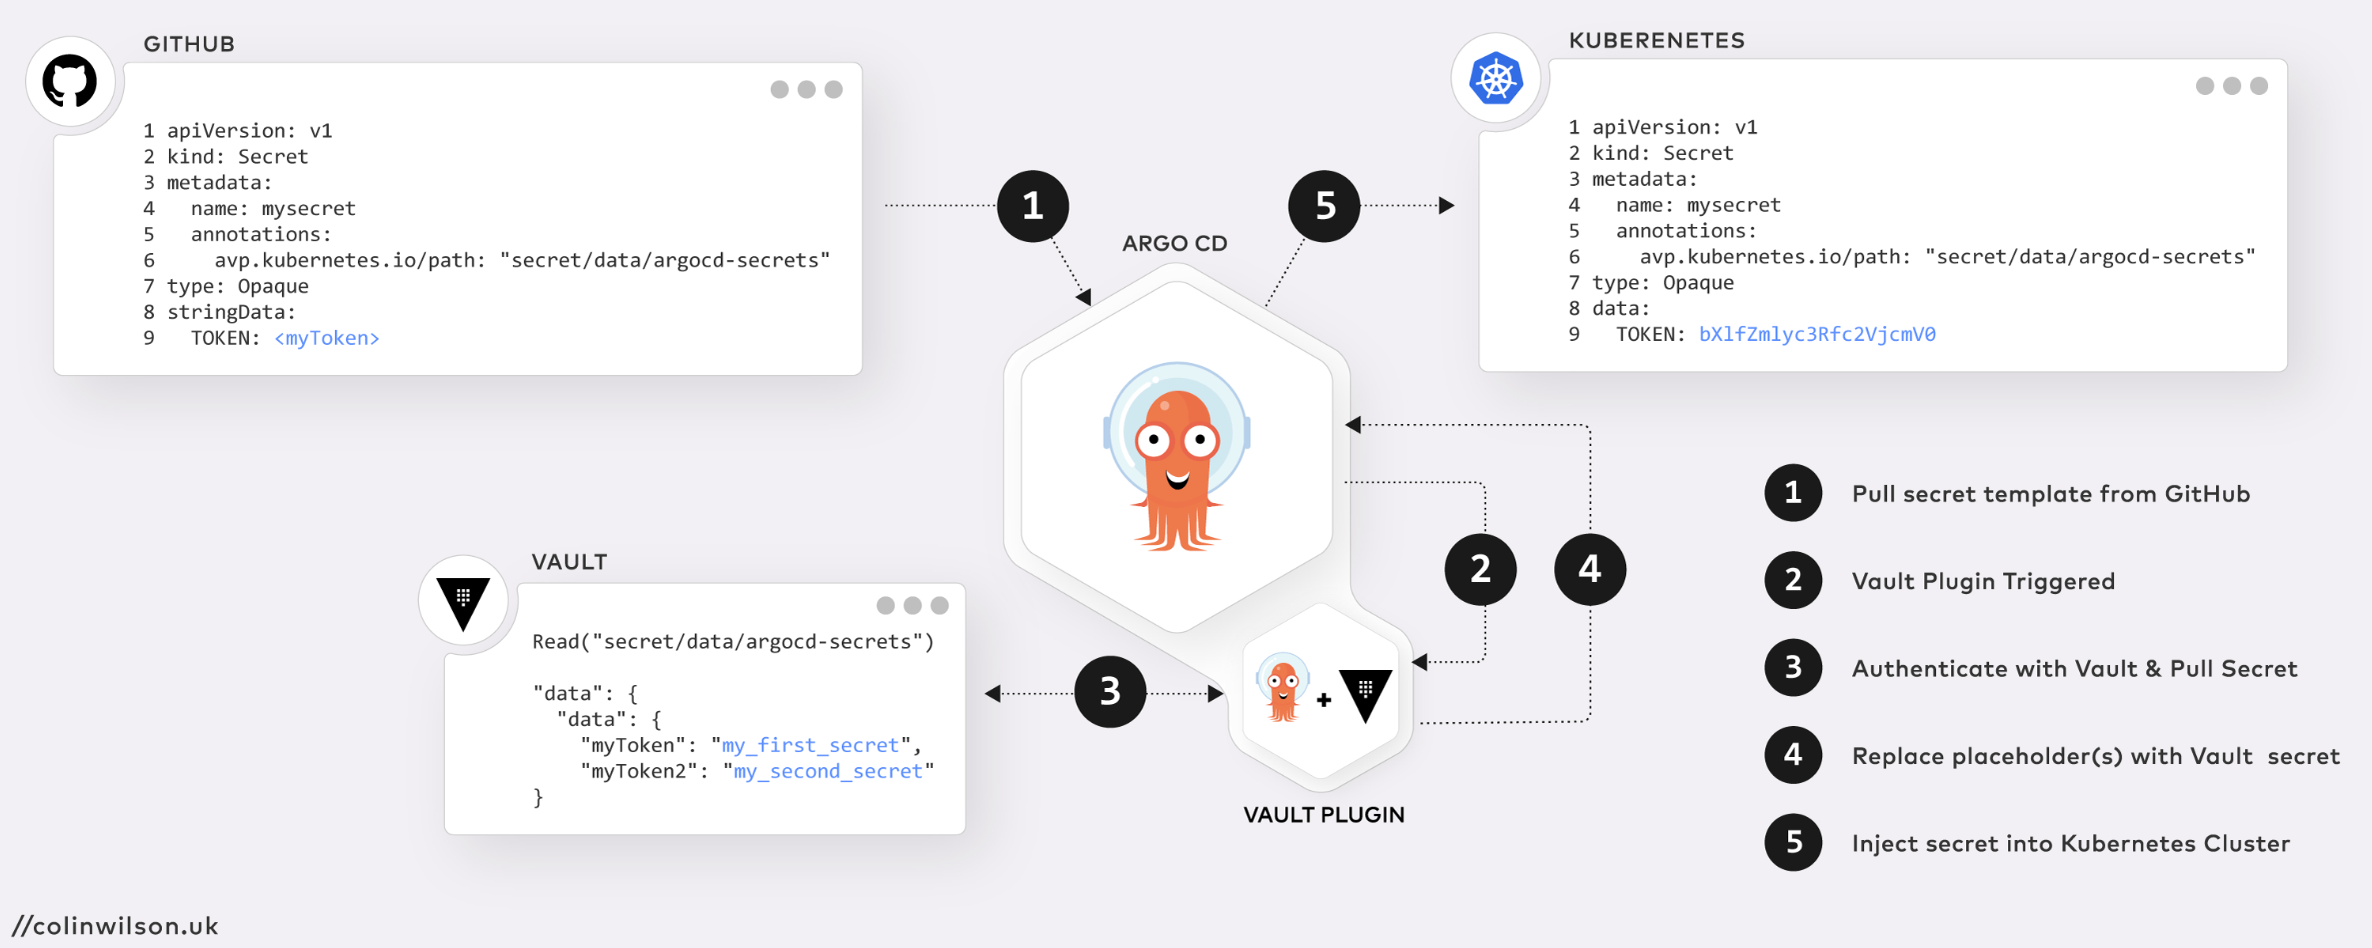 GITHUB
1 apiVersion: v1
2 kind: Secret
3 metadata:
4   name: mysecret
5   annotations:
6     avp.kubernetes.io/path: "secret/data/argocd-secrets"
7 type: Opaque
8 stringData:
9   TOKEN: <myToken>
KUBERENETES
1 apiVersion: v1
2 kind: Secret
3 metadata:
4   name: mysecret
5   annotations:
6     avp.kubernetes.io/path: "secret/data/argocd-secrets"
7 type: Opaque
8 data:
9   TOKEN: bXlfZmlyc3Rfc2VjcmV0
1
5
ARGO CD
2
4
VAULT
Read("secret/data/argocd-secrets")
"data": {
  "data": {
    "myToken": "my_first_secret",
    "myToken2": "my_second_secret"
}
3
+
VAULT PLUGIN
1 Pull secret template from GitHub
2 Vault Plugin Triggered
3 Authenticate with Vault & Pull Secret
4 Replace placeholder(s) with Vault  secret
5 Inject secret into Kubernetes Cluster
//colinwilson.uk